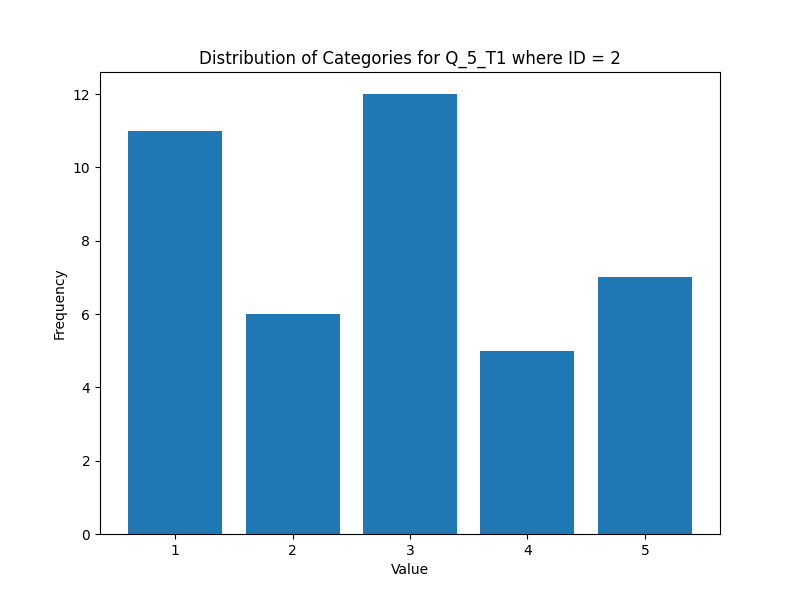 Distribution of Categories for Q_5_T1 where ID = 2
Frequency
12
10
8
6
4
2
0
1 2 3 4 5
Value